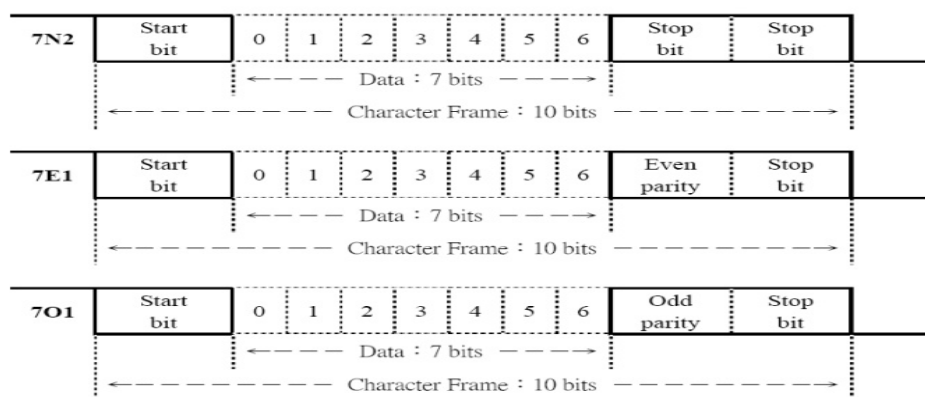 7N2 Start bit 0 1 2 3 4 5 6 Stop bit Stop bit
Data : 7 bits
Character Frame : 10 bits
7E1 Start bit 0 1 2 3 4 5 6 Even parity Stop bit
Data : 7 bits
Character Frame : 10 bits
7O1 Start bit 0 1 2 3 4 5 6 Odd parity Stop bit
Data : 7 bits
Character Frame : 10 bits